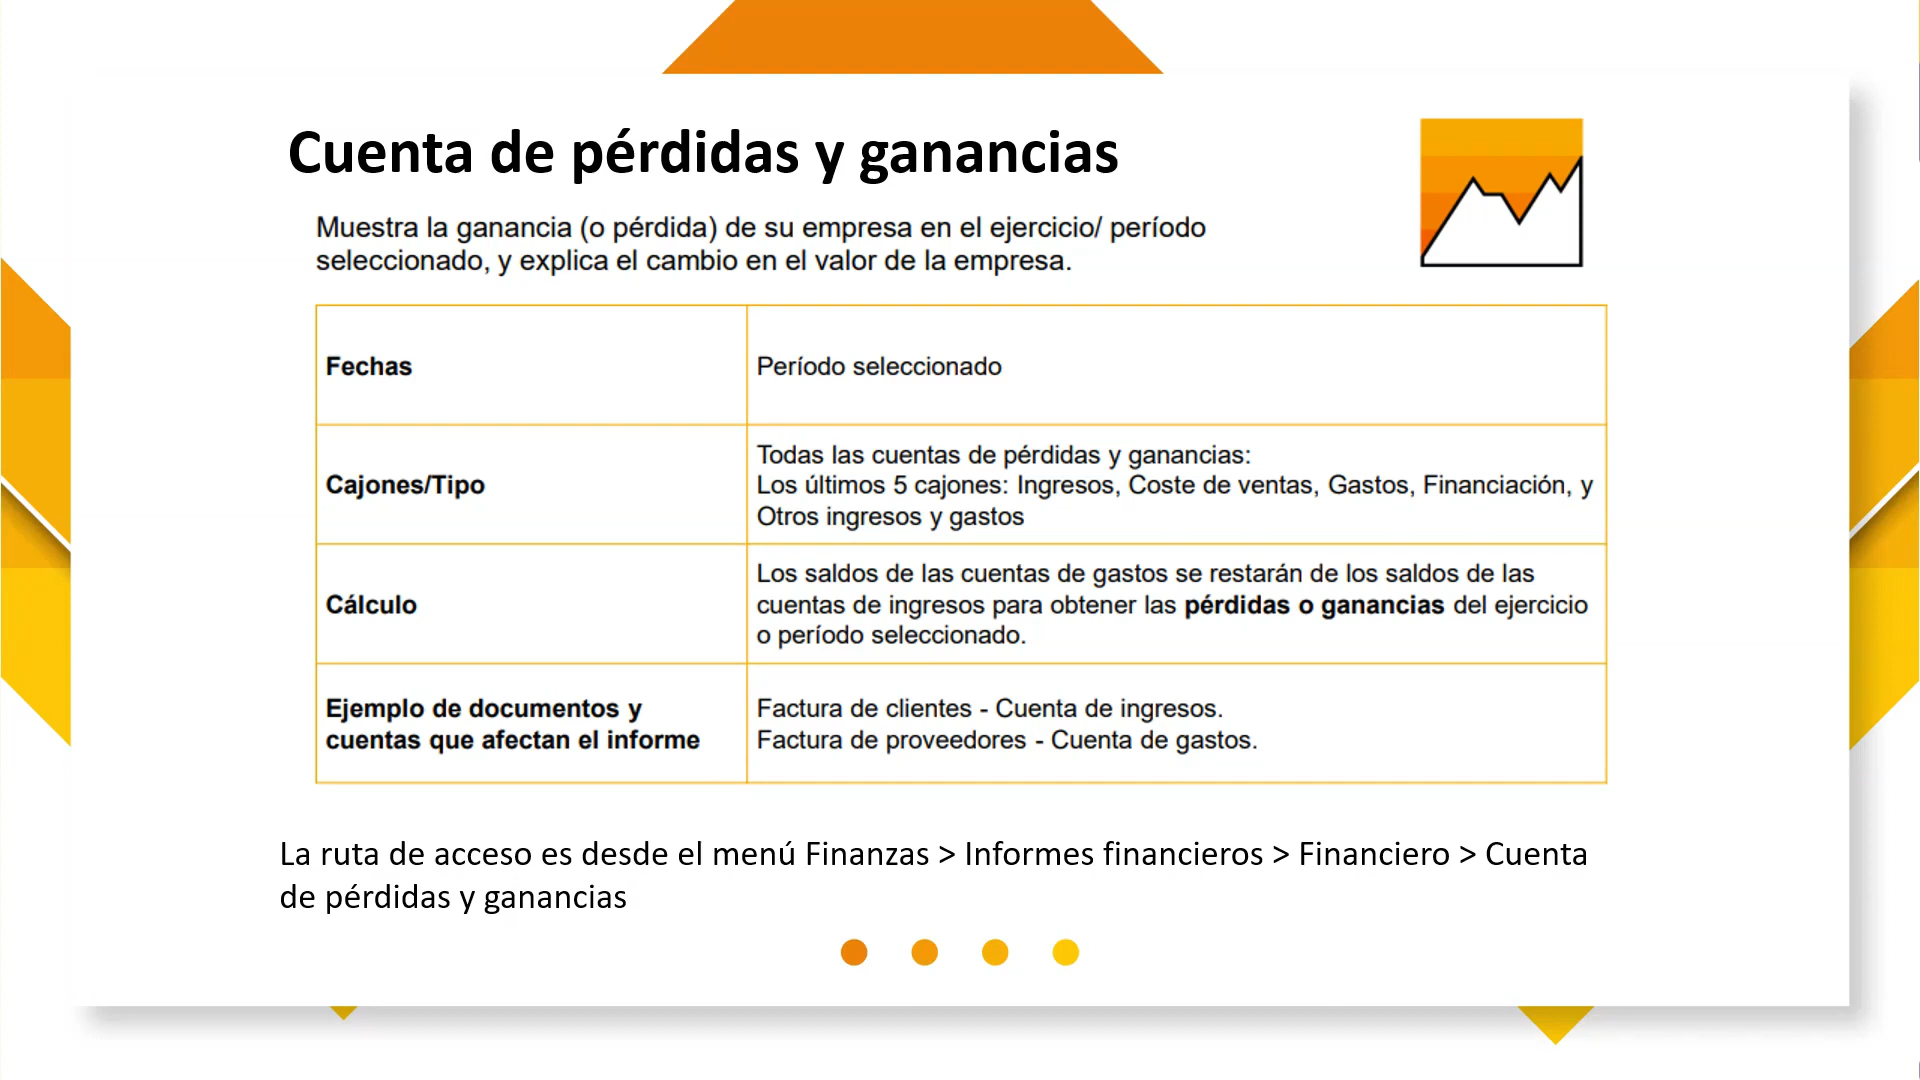 Cuenta de pérdidas y ganancias
Muestra la ganancia (o pérdida) de su empresa en el ejercicio/ período
seleccionado, y explica el cambio en el valor de la empresa.
Fechas
Período seleccionado
Cajones/Tipo
Todas las cuentas de pérdidas y ganancias:
Los últimos 5 cajones: Ingresos, Coste de ventas, Gastos, Financiación, y
Otros ingresos y gastos
Cálculo
Los saldos de las cuentas de gastos se restarán de los saldos de las
cuentas de ingresos para obtener las pérdidas o ganancias del ejercicio
o período seleccionado.
Ejemplo de documentos y
cuentas que afectan el informe
Factura de clientes - Cuenta de ingresos.
Factura de proveedores - Cuenta de gastos.
La ruta de acceso es desde el menú Finanzas > Informes financieros > Financiero > Cuenta
de pérdidas y ganancias